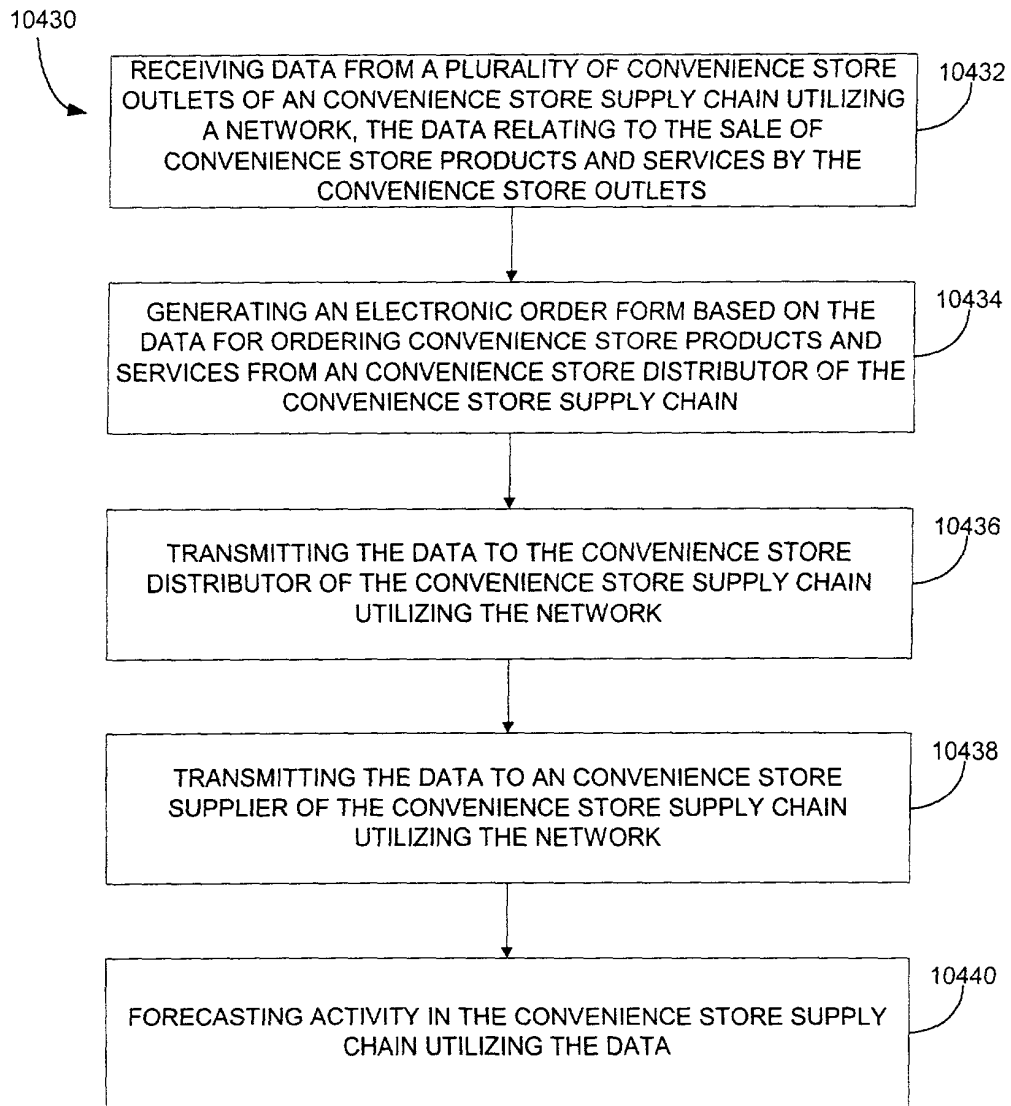 10430
RECEIVING DATA FROM A PLURALITY OF CONVENIENCE STORE
OUTLETS OF AN CONVENIENCE STORE SUPPLY CHAIN UTILIZING
A NETWORK, THE DATA RELATING TO THE SALE OF
CONVENIENCE STORE PRODUCTS AND SERVICES BY THE
CONVENIENCE STORE OUTLETS
10432
GENERATING AN ELECTRONIC ORDER FORM BASED ON THE
DATA FOR ORDERING CONVENIENCE STORE PRODUCTS AND
SERVICES FROM AN CONVENIENCE STORE DISTRIBUTOR OF THE
CONVENIENCE STORE SUPPLY CHAIN
10434
TRANSMITTING THE DATA TO THE CONVENIENCE STORE
DISTRIBUTOR OF THE CONVENIENCE STORE SUPPLY CHAIN
UTILIZING THE NETWORK
10436
TRANSMITTING THE DATA TO AN CONVENIENCE STORE
SUPPLIER OF THE CONVENIENCE STORE SUPPLY CHAIN
UTILIZING THE NETWORK
10438
FORECASTING ACTIVITY IN THE CONVENIENCE STORE SUPPLY
CHAIN UTILIZING THE DATA
10440